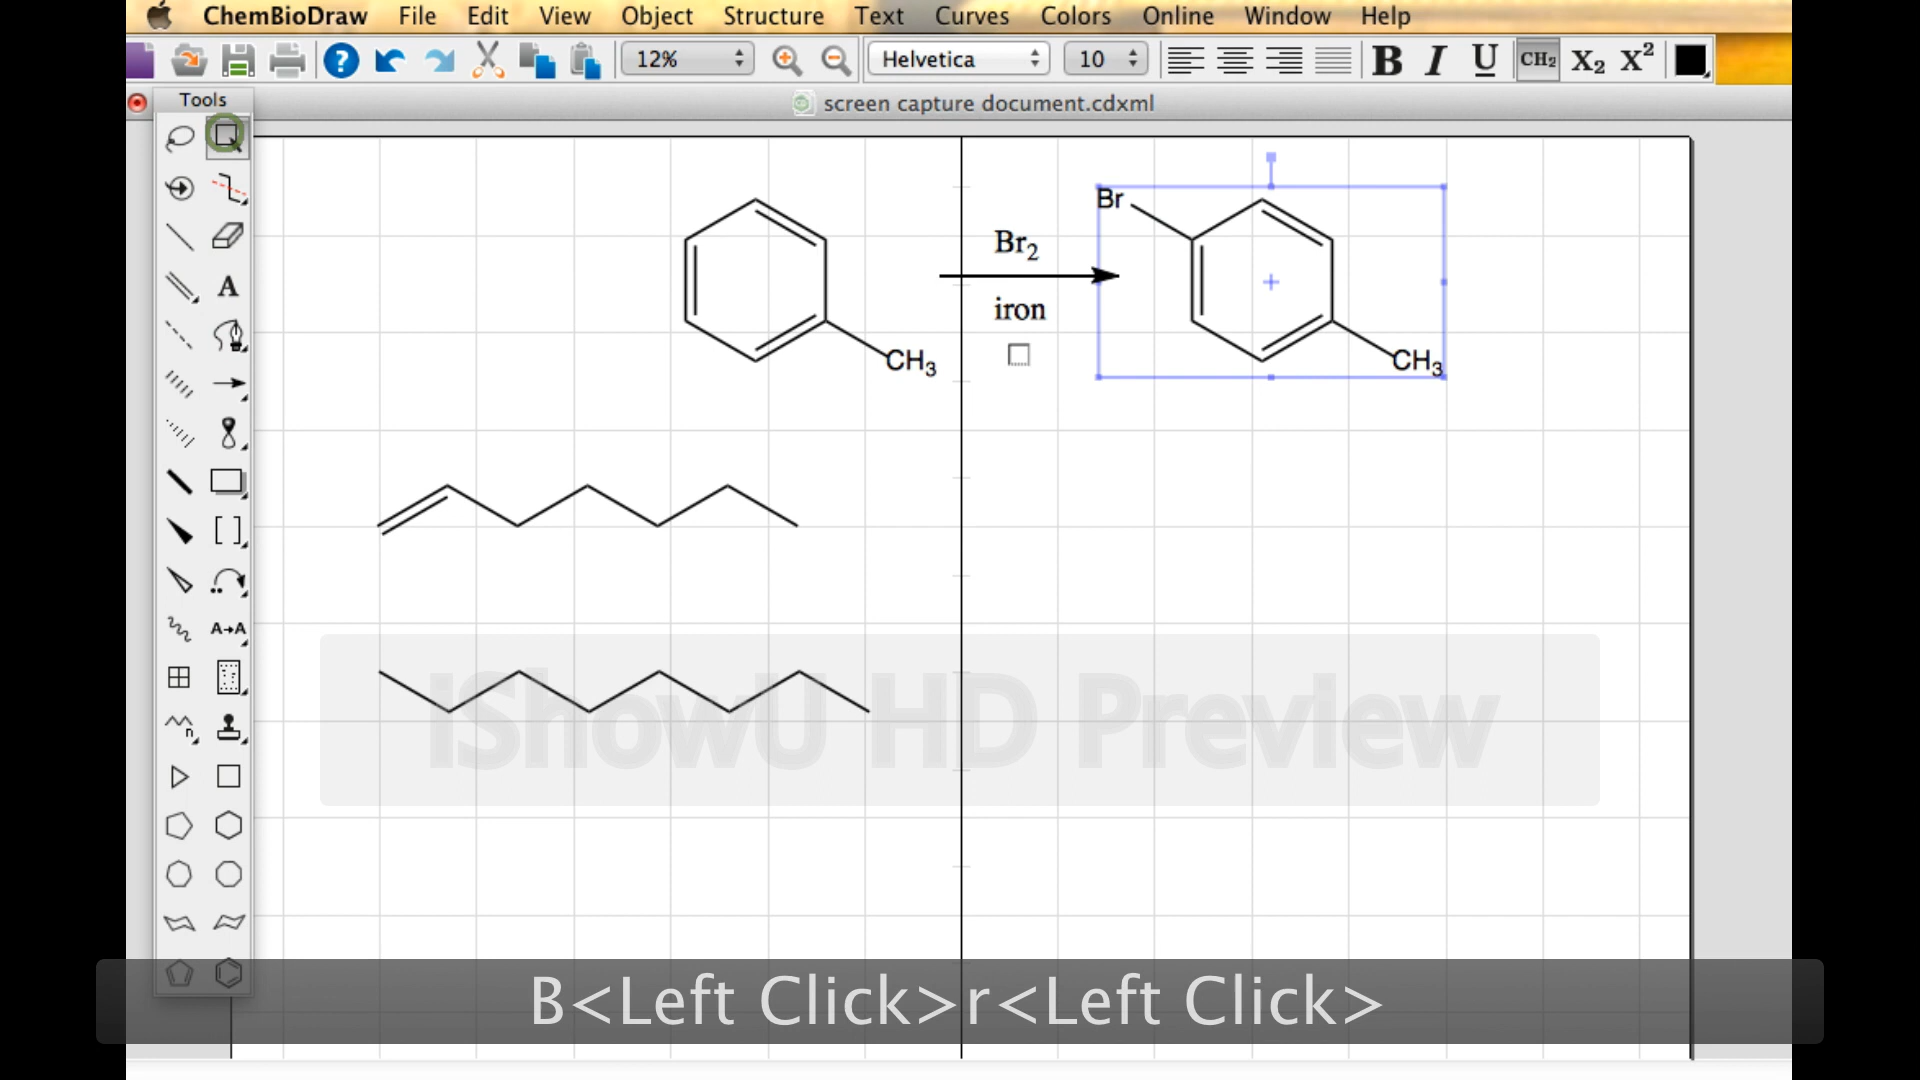 ChemBioDraw File Edit View Object Structure Text Curves Colors Online Window Help
12% Helvetica 10 B I U CH₂ X₂ X²
Tools
screen capture document.cdxml
A
[ ]
A→A
n
CH₃
Br₂
iron
Br
CH₃
iShowU HD Preview
B<Left Click>r<Left Click>